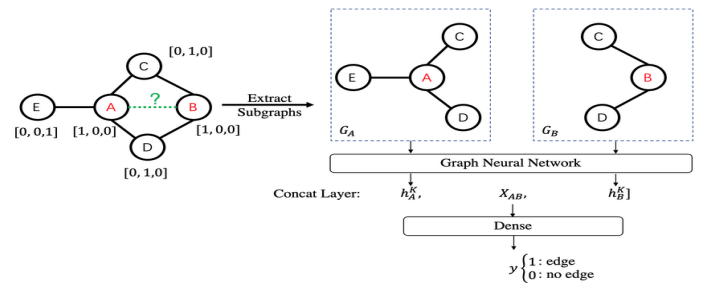 C
[0, 1,0]
E
A
?
B
[0, 0,1]
[1, 0,0]
[1, 0,0]
D
[0, 1,0]
Extract
Subgraphs
C
E
A
D
G_A
C
B
D
G_B
Graph Neural Network
Concat Layer: h_A^K, X_AB, h_B^K]
Dense
y { 1 : edge
0 : no edge